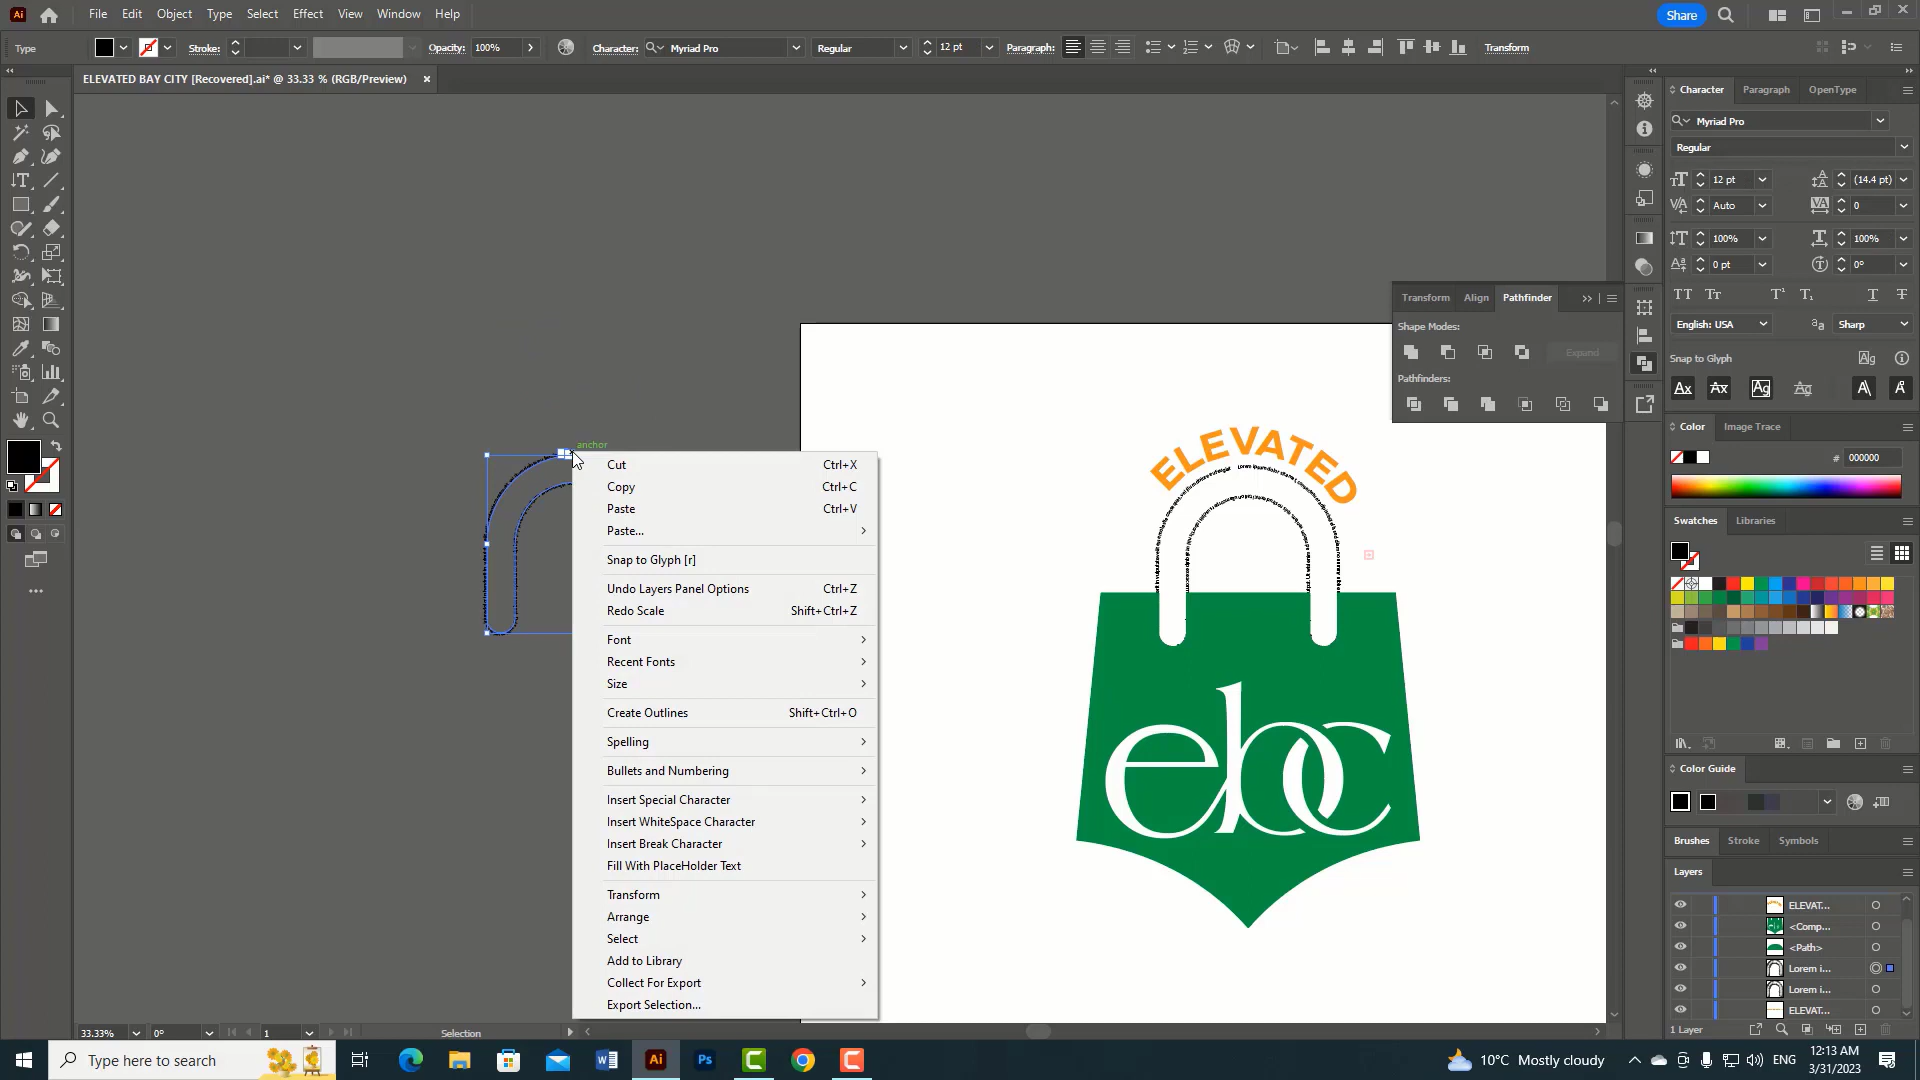 Ai File Edit Object Type Select Effect View Window Help Share
Type Stroke: Opacity: 100% Character: Myriad Pro Regular 12 pt Paragraph: Transform
ELEVATED BAY CITY [Recovered].ai* @ 33.33 % (RGB/Preview) ×
Character Paragraph OpenType
Myriad Pro
Regular
12 pt (14.4 pt)
Auto 0
100% 100%
0 pt 0°
English: USA Sharp
Snap to Glyph
Transform Align Pathfinder
Shape Modes:
Expand
Pathfinders:
Color Image Trace
# 000000
Swatches Libraries
Color Guide
Brushes Stroke Symbols
Layers
ELEVAT...
<Comp...
<Path>
Lorem i...
Lorem i...
ELEVAT...
1 Layer
anchor
Cut Ctrl+X
Copy Ctrl+C
Paste Ctrl+V
Paste...
Snap to Glyph [r]
Undo Layers Panel Options Ctrl+Z
Redo Scale Shift+Ctrl+Z
Font
Recent Fonts
Size
Create Outlines Shift+Ctrl+O
Spelling
Bullets and Numbering
Insert Special Character
Insert WhiteSpace Character
Insert Break Character
Fill With PlaceHolder Text
Transform
Arrange
Select
Add to Library
Collect For Export
Export Selection...
ELEVATED
ebc
33.33% 0° 1 Selection
Type here to search
10°C Mostly cloudy ENG 12:13 AM
3/31/2023